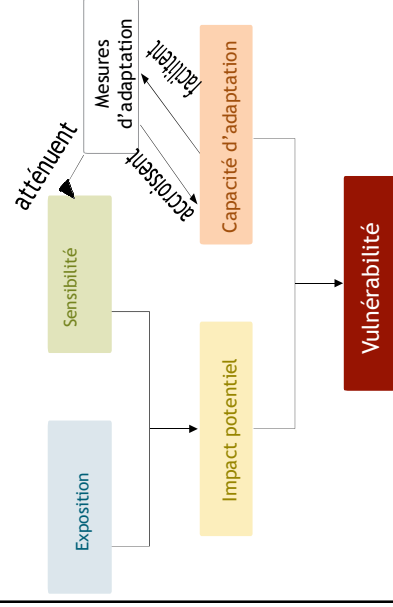 Exposition
Sensibilité
atténuent
Mesures
d’adaptation
facilitent
accroissent
Impact potentiel
Capacité d’adaptation
Vulnérabilité